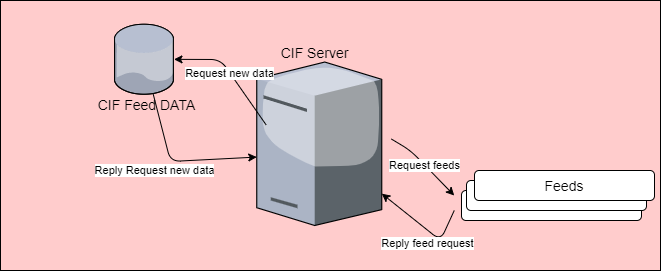 CIF Server
Request new data
CIF Feed DATA
Reply Request new data
Request feeds
Feeds
Reply feed request